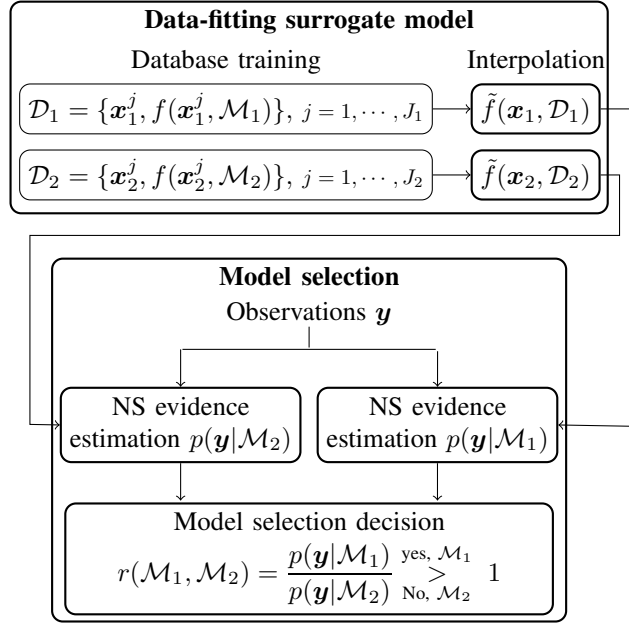 Data-fitting surrogate model
Database training Interpolation
𝒟₁ = {𝒙₁ʲ, f(𝒙₁ʲ, ℳ₁)}, j = 1, ⋯ , J₁ f̃(𝒙₁, 𝒟₁)
𝒟₂ = {𝒙₂ʲ, f(𝒙₂ʲ, ℳ₂)}, j = 1, ⋯ , J₂ f̃(𝒙₂, 𝒟₂)
Model selection
Observations 𝒚
NS evidence
estimation p(𝒚|ℳ₂)
NS evidence
estimation p(𝒚|ℳ₁)
Model selection decision
r(ℳ₁, ℳ₂) = p(𝒚|ℳ₁) / p(𝒚|ℳ₂) yes, ℳ₁ > No, ℳ₂ 1